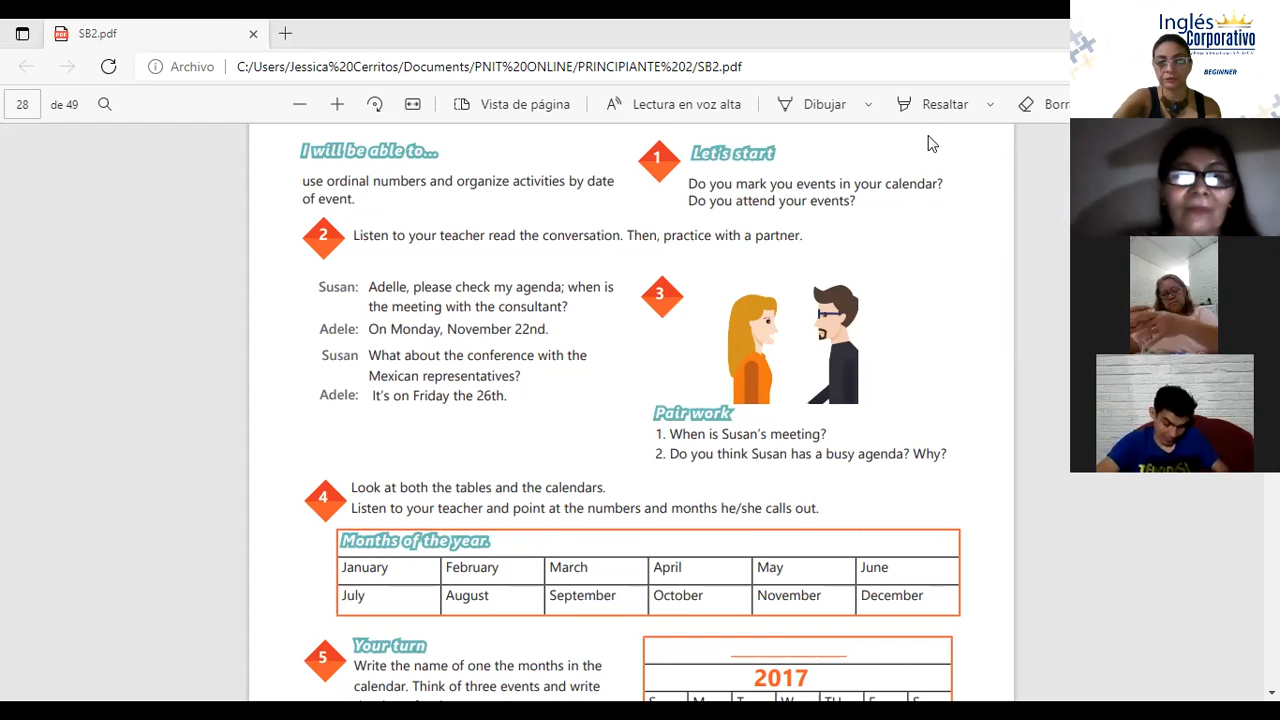 SB2.pdf
Archivo
C:/Users/Jessica%20Cerritos/Documents/PN
ONLINE/PRINCIPIANTE%202/SB2.pdf
28 de 49
Vista de página
Lectura en voz alta
Dibujar
Resaltar
Borr
I will be able to...
use ordinal numbers and organize activities by date
of event.
1 Let's start
Do you mark you events in your calendar?
Do you attend your events?
2 Listen to your teacher read the conversation. Then, practice with a partner.
Susan: Adelle, please check my agenda; when is
the meeting with the consultant?
Adele: On Monday, November 22nd.
Susan What about the conference with the
Mexican representatives?
Adele: It's on Friday the 26th.
3
Pair work
1. When is Susan's meeting?
2. Do you think Susan has a busy agenda? Why?
4 Look at both the tables and the calendars.
Listen to your teacher and point at the numbers and months he/she calls out.
Months of the year.
January February March April May June
July August September October November December
5 Your turn
Write the name of one the months in the
calendar. Think of three events and write
2017
S M T W TH F S
Inglés
Corporativo
BEGINNER